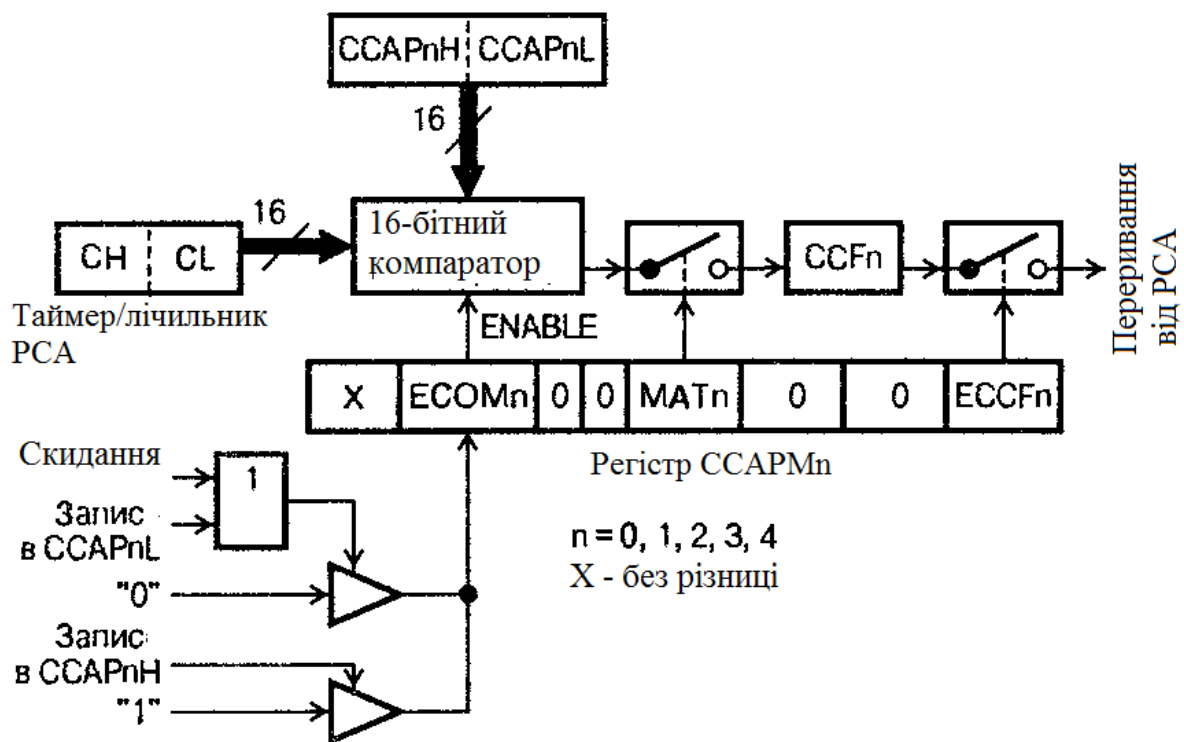 CCAPnH CCAPnL
16
16
16-бітний
компаратор
CH CL
CCFn
Таймер/лічильник
PCA
ENABLE
Переривання
від PCA
X ECOMn 0 0 MATn 0 0 ECCFn
Регістр CCAPMn
Скидання
1
Запис
в CCAPnL
"0"
n = 0, 1, 2, 3, 4
X - без різниці
Запис
в CCAPnH
"1"